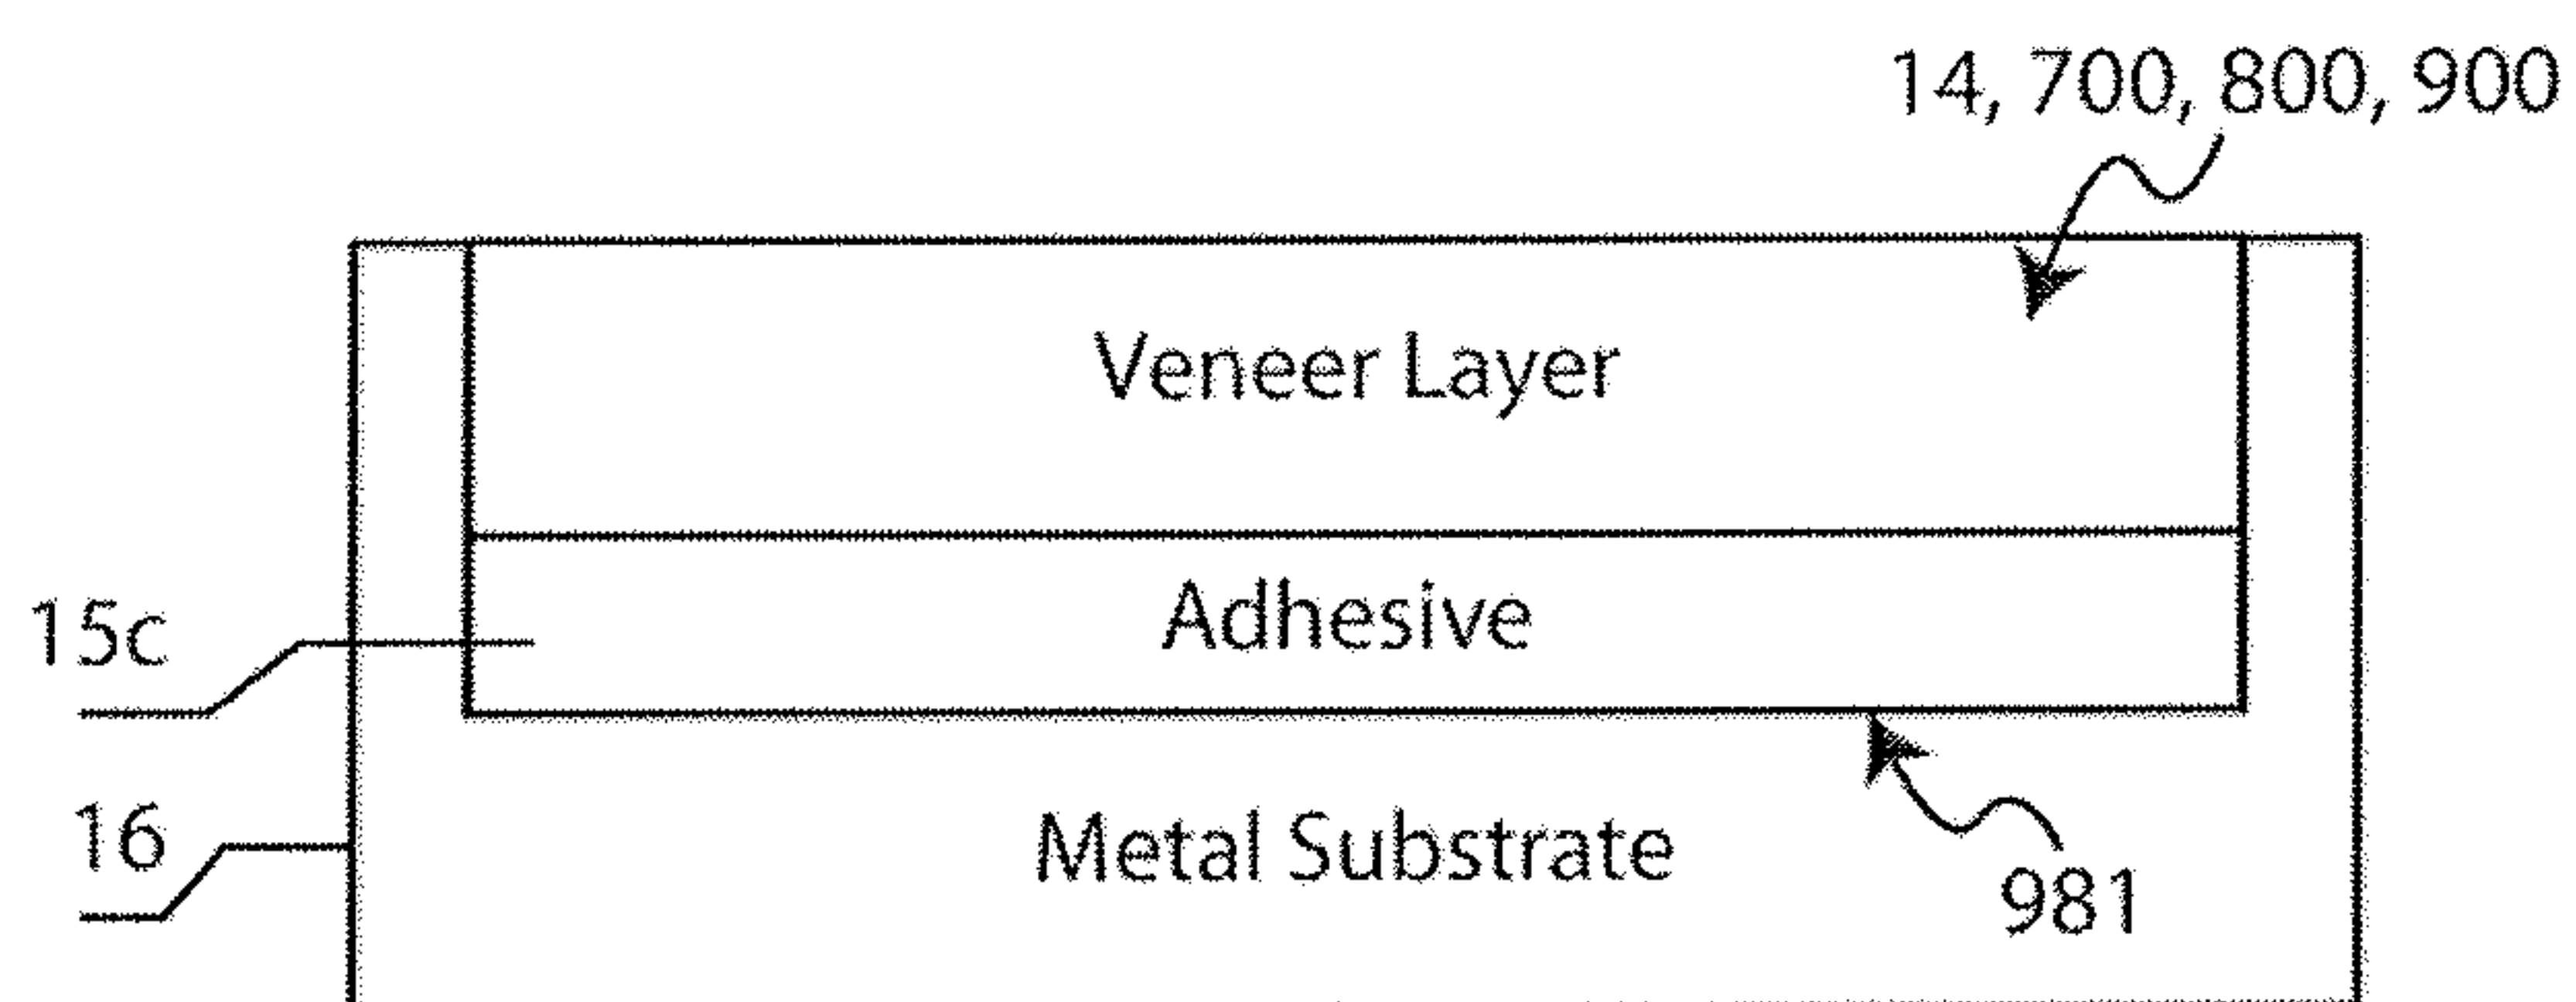 14, 700, 800, 900
Veneer Layer
Adhesive
15c
Metal Substrate
16
981